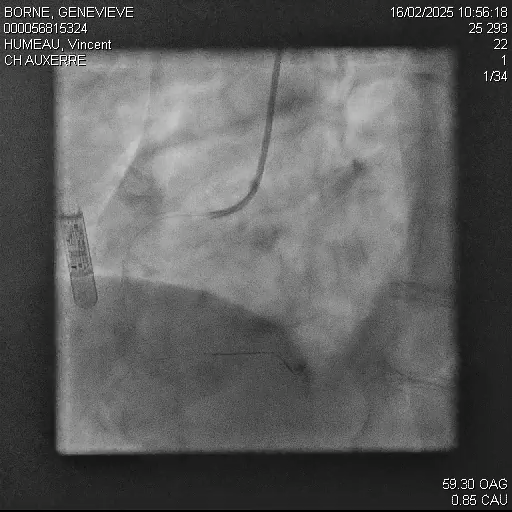 BORNE, GENEVIEVE
000056815324
HUMEAU, Vincent
CH AUXERRE
16/02/2025 10:56:18
25 293
22
1
1/34
59.30 OAG
0.85 CAU